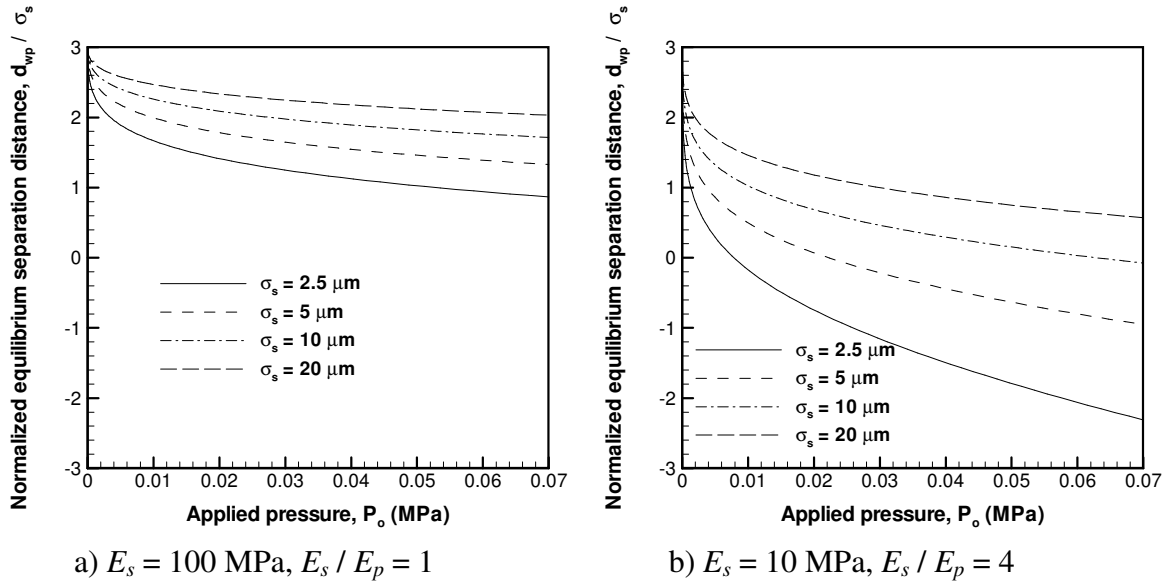 Normalized equilibrium separation distance, d_wp / σ_s
3
2
1
0
-1
-2
-3
0 0.01 0.02 0.03 0.04 0.05 0.06 0.07
Applied pressure, P_o (MPa)
σ_s = 2.5 μm
σ_s = 5 μm
σ_s = 10 μm
σ_s = 20 μm
a) E_s = 100 MPa, E_s / E_p = 1
Normalized equilibrium separation distance, d_wp / σ_s
3
2
1
0
-1
-2
-3
0 0.01 0.02 0.03 0.04 0.05 0.06 0.07
Applied pressure, P_o (MPa)
σ_s = 2.5 μm
σ_s = 5 μm
σ_s = 10 μm
σ_s = 20 μm
b) E_s = 10 MPa, E_s / E_p = 4